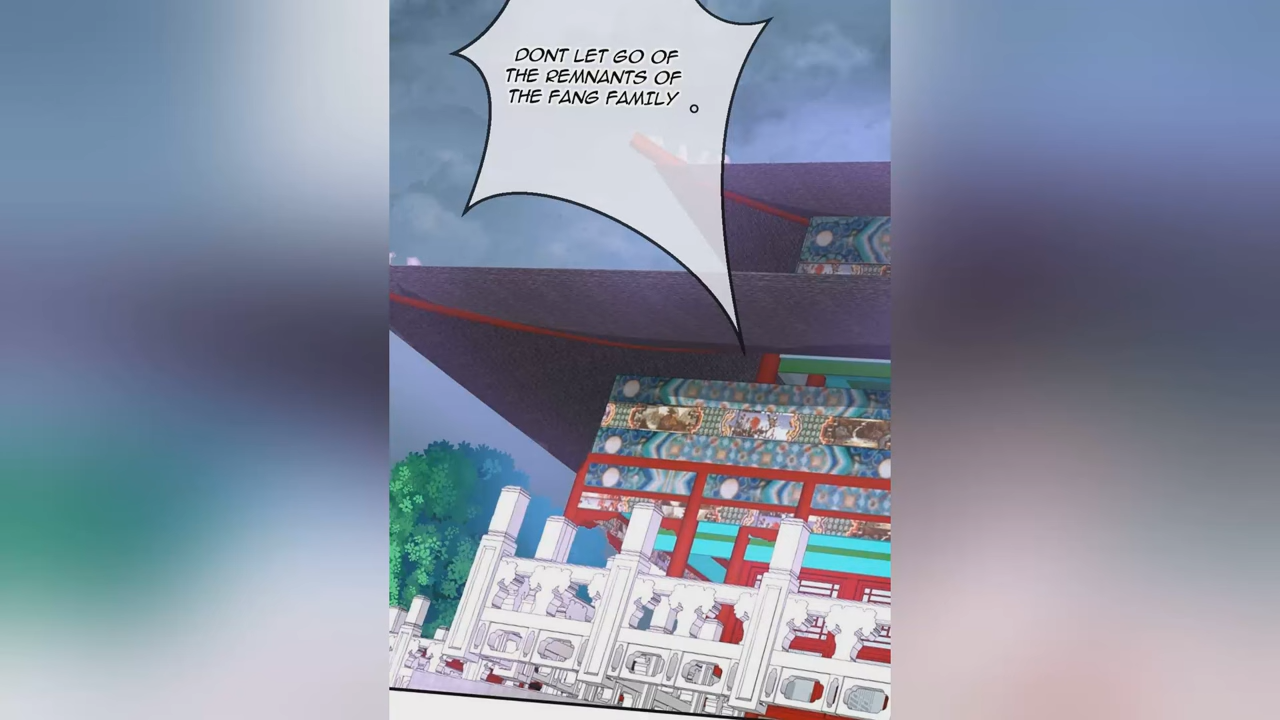 DONT LET GO OF
THE REMNANTS OF
THE FANG FAMILY 。